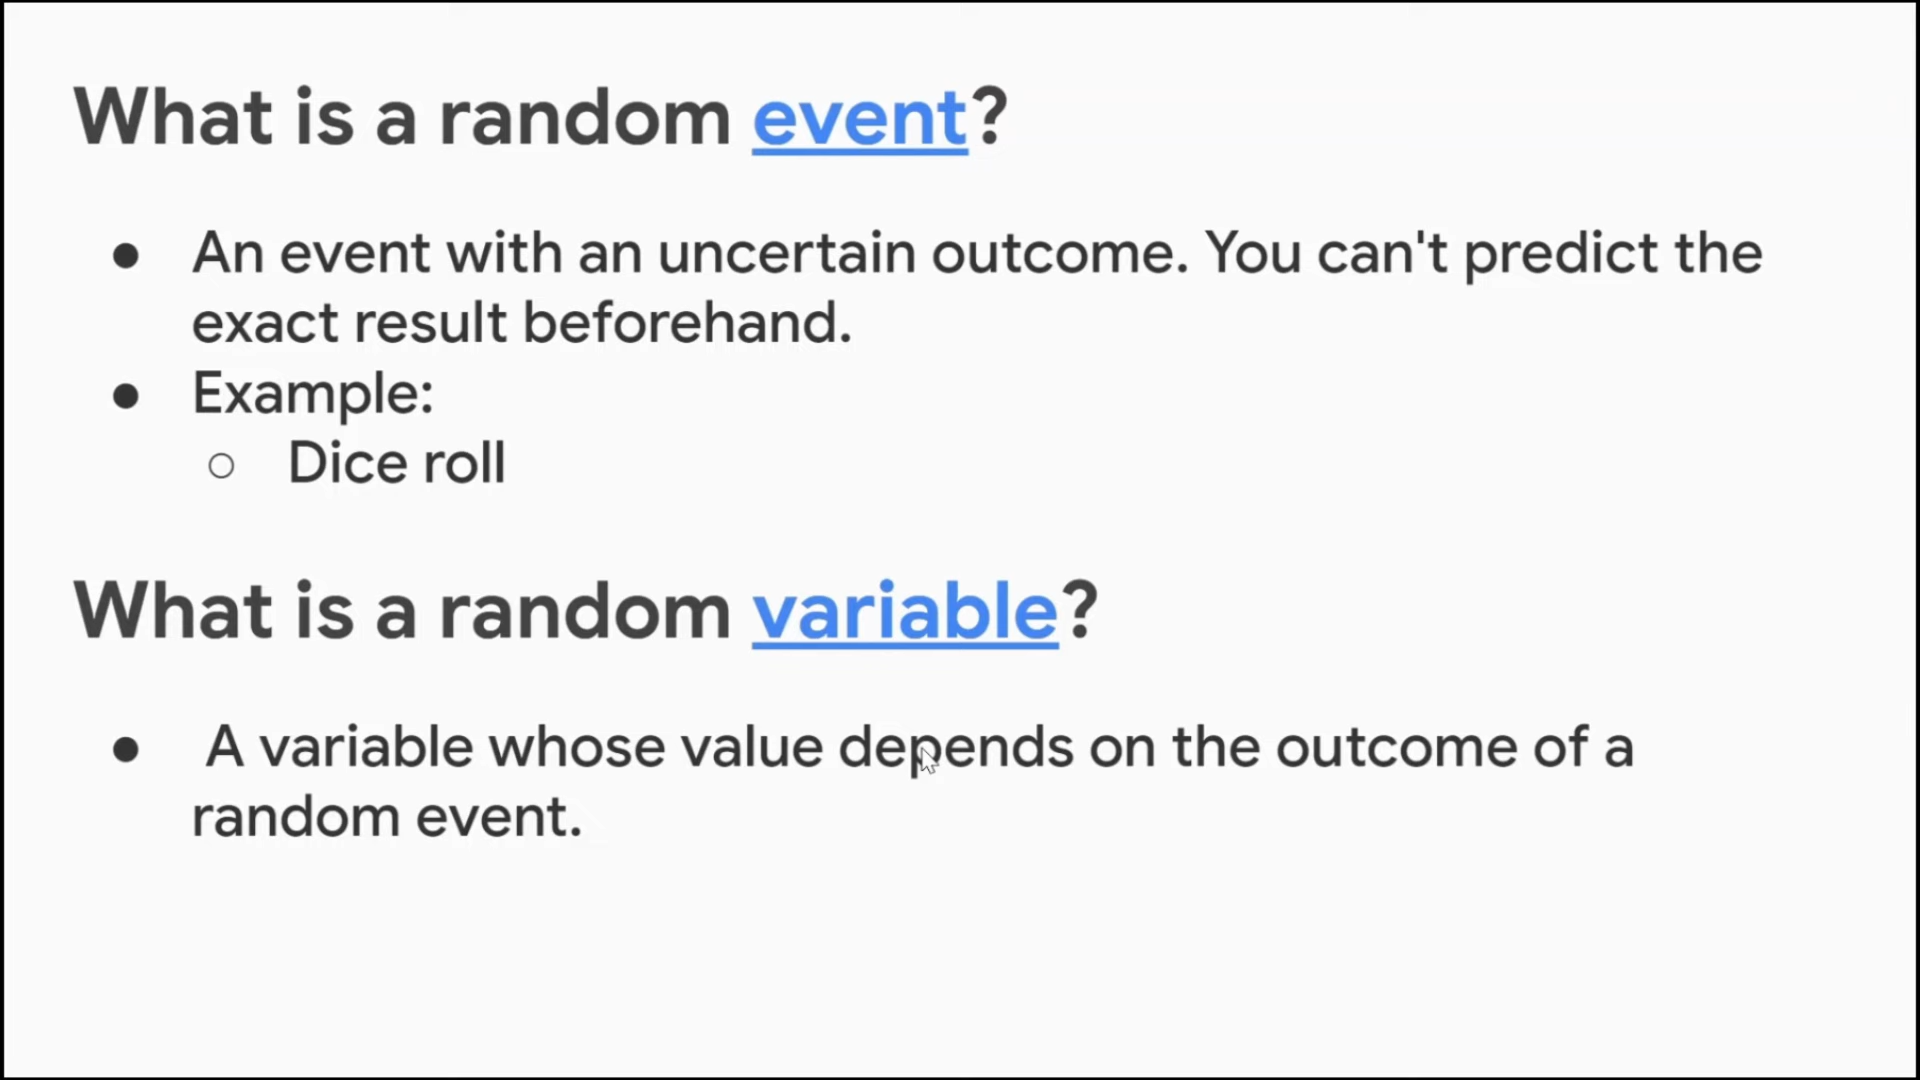 What is a random event?
● An event with an uncertain outcome. You can't predict the
exact result beforehand.
● Example:
○ Dice roll
What is a random variable?
● A variable whose value depends on the outcome of a
random event.